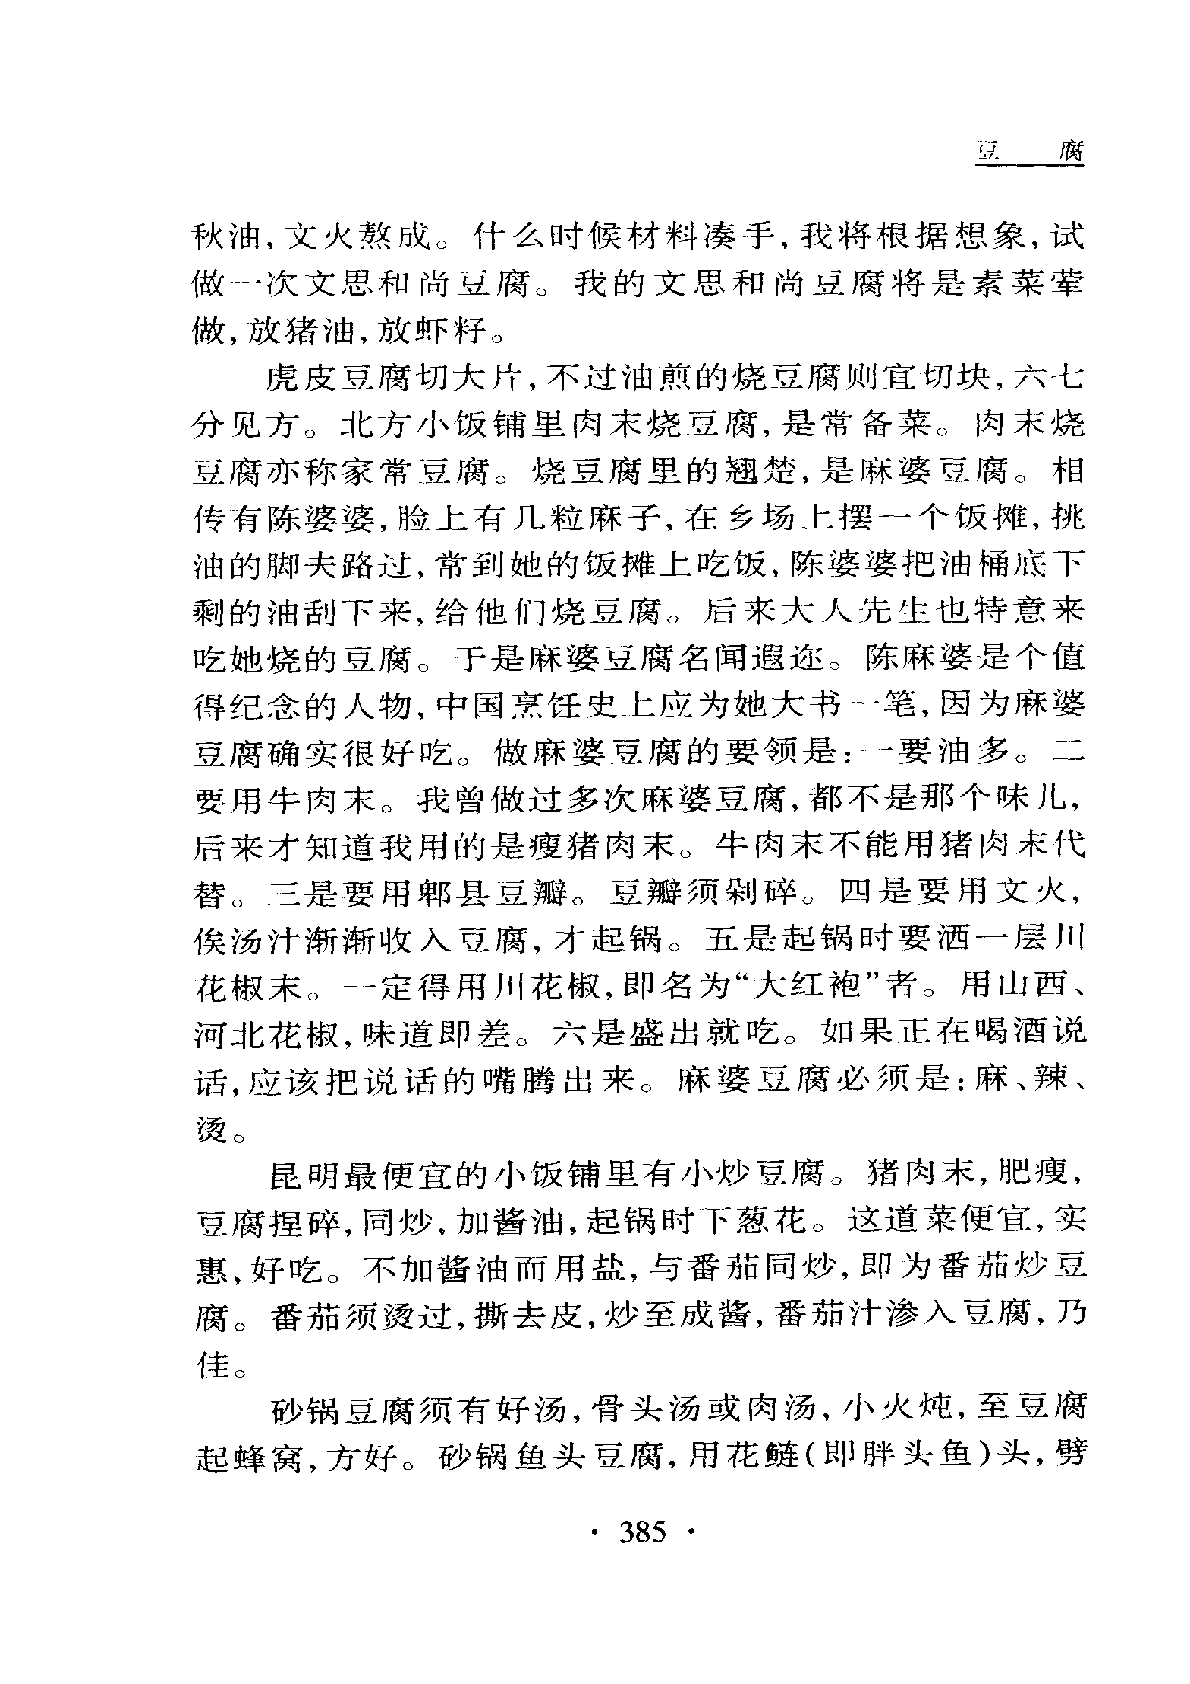 豆 腐
秋油,文火熬成。什么时候材料凑手,我将根据想象,试
做一次文思和尚豆腐。我的文思和尚豆腐将是素菜荤
做,放猪油,放虾籽。
虎皮豆腐切大片,不过油煎的烧豆腐则宜切块,六七
分见方。北方小饭铺里肉末烧豆腐,是常备菜。肉末烧
豆腐亦称家常豆腐。烧豆腐里的翘楚,是麻婆豆腐。相
传有陈婆婆,脸上有几粒麻子,在乡场上摆一个饭摊,挑
油的脚夫路过,常到她的饭摊上吃饭,陈婆婆把油桶底下
剩的油刮下来,给他们烧豆腐。后来大人先生也特意来
吃她烧的豆腐。于是麻婆豆腐名闻遐迩。陈麻婆是个值
得纪念的人物,中国烹饪史上应为她大书一笔,因为麻婆
豆腐确实很好吃。做麻婆豆腐的要领是:一要油多。二
要用牛肉末。我曾做过多次麻婆豆腐,都不是那个味儿,
后来才知道我用的是瘦猪肉末。牛肉末不能用猪肉末代
替。三是要用郫县豆瓣。豆瓣须剁碎。四是要用文火,
俟汤汁渐渐收入豆腐,才起锅。五是起锅时要洒一层川
花椒末。一定得用川花椒,即名为“大红袍”者。用山西、
河北花椒,味道即差。六是盛出就吃。如果正在喝酒说
话,应该把说话的嘴腾出来。麻婆豆腐必须是:麻、辣、
烫。
昆明最便宜的小饭铺里有小炒豆腐。猪肉末,肥瘦,
豆腐捏碎,同炒,加酱油,起锅时下葱花。这道菜便宜,实
惠,好吃。不加酱油而用盐,与番茄同炒,即为番茄炒豆
腐。番茄须烫过,撕去皮,炒至成酱,番茄汁渗入豆腐,乃
佳。
砂锅豆腐须有好汤,骨头汤或肉汤,小火炖,至豆腐
起蜂窝,方好。砂锅鱼头豆腐,用花鲢(即胖头鱼)头,劈
· 385 ·